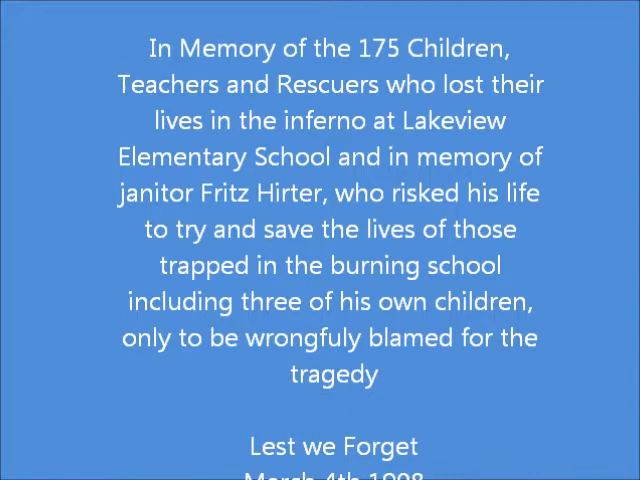 In Memory of the 175 Children,
Teachers and Rescuers who lost their
lives in the inferno at Lakeview
Elementary School and in memory of
janitor Fritz Hirter, who risked his life
to try and save the lives of those
trapped in the burning school
including three of his own children,
only to be wrongfuly blamed for the
tragedy
Lest we Forget
March 4th